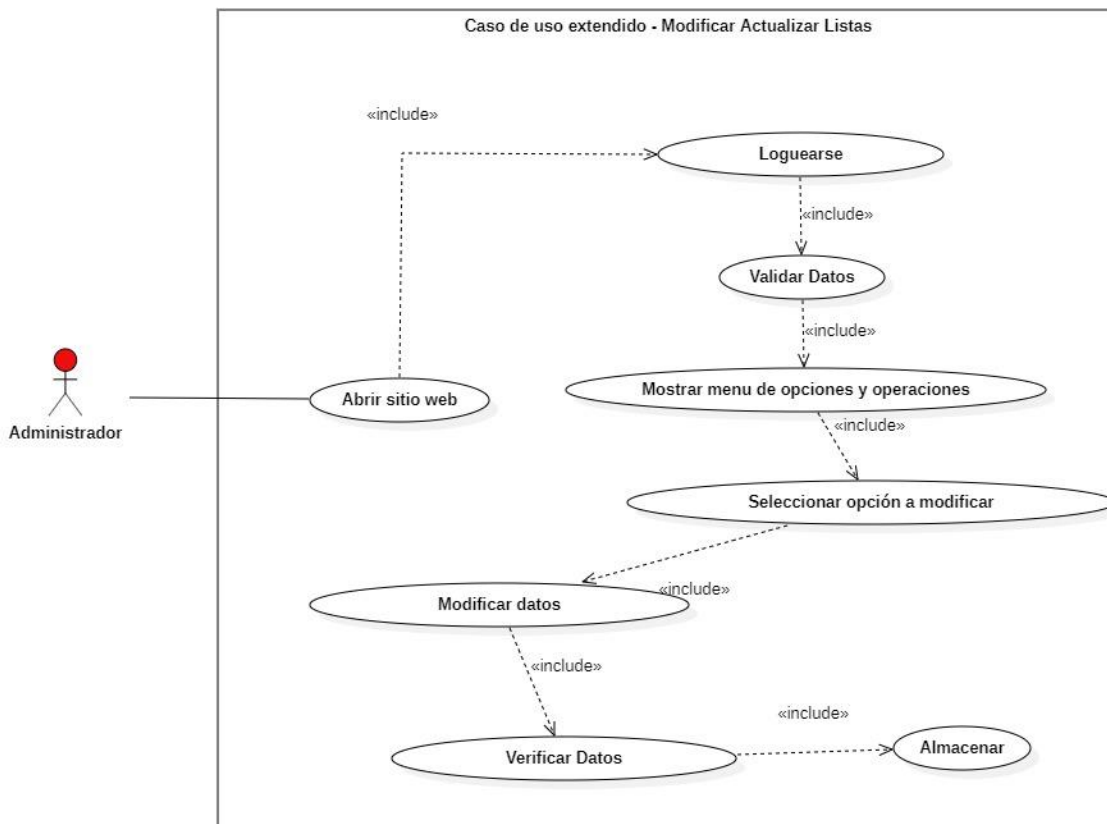 Caso de uso extendido - Modificar Actualizar Listas
«include»
Loguearse
«include»
Validar Datos
«include»
Mostrar menu de opciones y operaciones
Abrir sitio web
Administrador
«include»
Seleccionar opción a modificar
«include»
Modificar datos
«include»
«include»
Verificar Datos
Almacenar